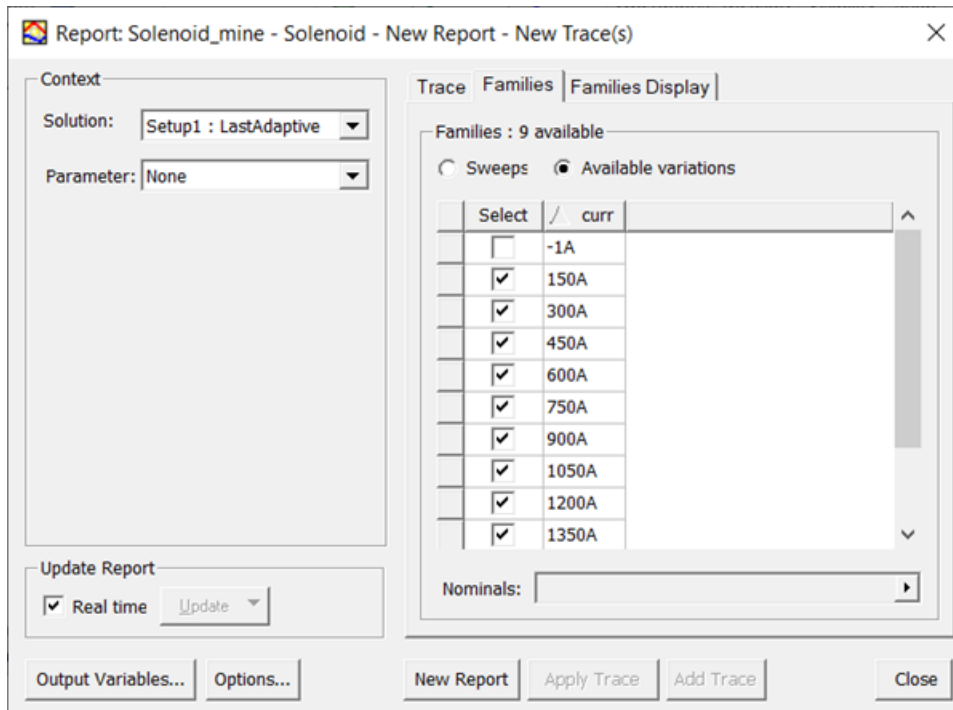 Report: Solenoid_mine - Solenoid - New Report - New Trace(s)
Context
Solution: Setup1 : LastAdaptive
Parameter: None
Update Report
Real time Update
Output Variables... Options...
Trace Families Families Display
Families : 9 available
Sweeps Available variations
Select curr
-1A
150A
300A
450A
600A
750A
900A
1050A
1200A
1350A
Nominals:
New Report Apply Trace Add Trace Close